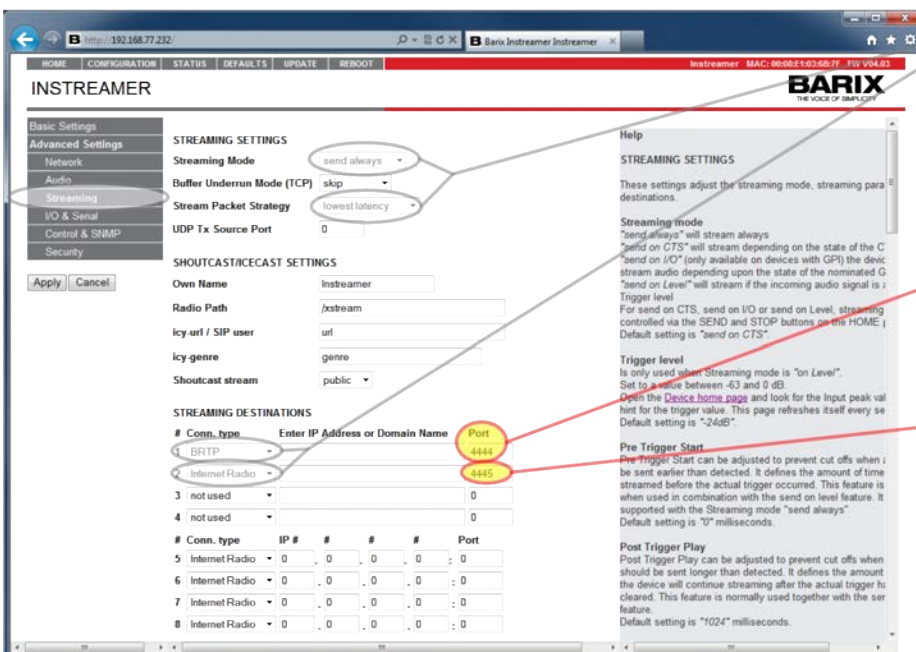 B http://192.168.77.232/
B Barix Instreamer Instreamer
HOME CONFIGURATION STATUS DEFAULTS UPDATE REBOOT
Instreamer MAC: 00:08:E1:03:68:7F FW V04.03
INSTREAMER
BARIX
THE VOICE OF SIMPLICITY
Basic Settings
Advanced Settings
Network
Audio
Streaming
I/O & Serial
Control & SNMP
Security
Apply Cancel
STREAMING SETTINGS
Streaming Mode send always
Buffer Underrun Mode (TCP) skip
Stream Packet Strategy lowest latency
UDP Tx Source Port 0
SHOUTCAST/ICECAST SETTINGS
Own Name Instreamer
Radio Path /xstream
icy-url / SIP user url
icy-genre genre
Shoutcast stream public
STREAMING DESTINATIONS
# Conn. type Enter IP Address or Domain Name Port
1 BRTP 4444
2 Internet Radio 4445
3 not used 0
4 not used 0
# Conn. type IP # # # # Port
5 Internet Radio 0 . 0 . 0 . 0 : 0
6 Internet Radio 0 . 0 . 0 . 0 : 0
7 Internet Radio 0 . 0 . 0 . 0 : 0
8 Internet Radio 0 . 0 . 0 . 0 : 0
Help
STREAMING SETTINGS
These settings adjust the streaming mode, streaming para
destinations.
Streaming mode
"send always" will stream always
"send on CTS" will stream depending on the state of the C
"send on I/O" (only available on devices with GPI) the devic
stream audio depending upon the state of the nominated G
"send on Level" will stream if the incoming audio signal is
Trigger level
For send on CTS, send on I/O or send on Level, streaming
controlled via the SEND and STOP buttons on the HOME
Default setting is "send on CTS".
Trigger level
Is only used when Streaming mode is "on Level".
Set to a value between -63 and 0 dB.
Open the Device home page and look for the Input peak val
hint for the trigger value. This page refreshes itself every se
Default setting is "-24dB".
Pre Trigger Start
Pre Trigger Start can be adjusted to prevent cut offs when
be sent earlier than detected. It defines the amount of time
streamed before the actual trigger occurred. This feature is
when used in combination with the send on level feature. It
supported with the Streaming mode "send always"
Default setting is "0" milliseconds.
Post Trigger Play
Post Trigger Play can be adjusted to prevent cut offs when
should be sent longer than detected. It defines the amount
the device will continue streaming after the actual trigger ha
cleared. This feature is normally used together with the ser
feature.
Default setting is "1024" milliseconds.